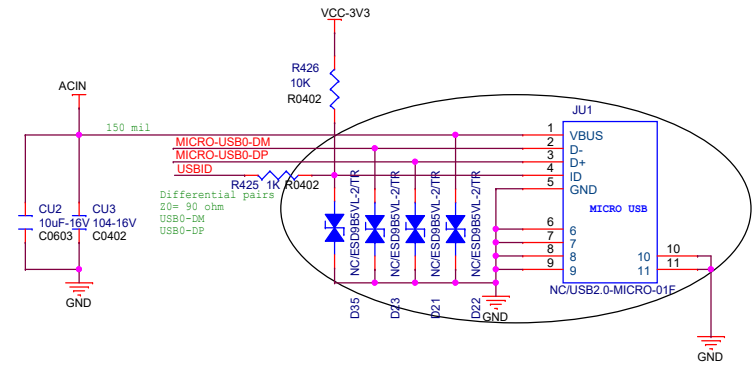 VCC-3V3
R426
10K
R0402
ACIN
JU1
150 mil
1
VBUS
MICRO-USB0-DM
2
D-
MICRO-USB0-DP
3
D+
USBID
4
ID
R425
1K
R0402
5
GND
Differential pairs
Z0= 90 ohm
USB0-DM
USB0-DP
MICRO USB
CU2
10uF-16V
C0603
CU3
104-16V
C0402
NC/ESD9B5VL-2/TR
NC/ESD9B5VL-2/TR
NC/ESD9B5VL-2/TR
NC/ESD9B5VL-2/TR
6
6
7
7
8
8
10
10
9
9
11
11
NC/USB2.0-MICRO-01F
D35
D23
D21
D22
GND
GND
GND